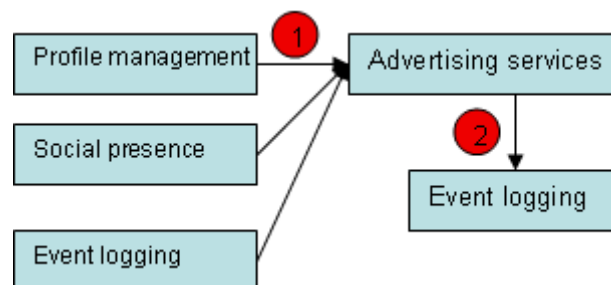 Profile management
1
Advertising services
Social presence
2
Event logging
Event logging